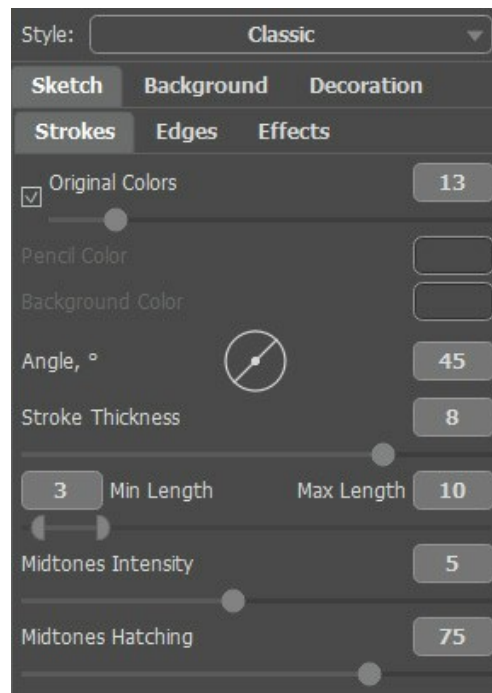 Style: Classic
Sketch Background Decoration
Strokes Edges Effects
Original Colors 13
Pencil Color
Background Color
Angle, ° 45
Stroke Thickness 8
3 Min Length Max Length 10
Midtones Intensity 5
Midtones Hatching 75